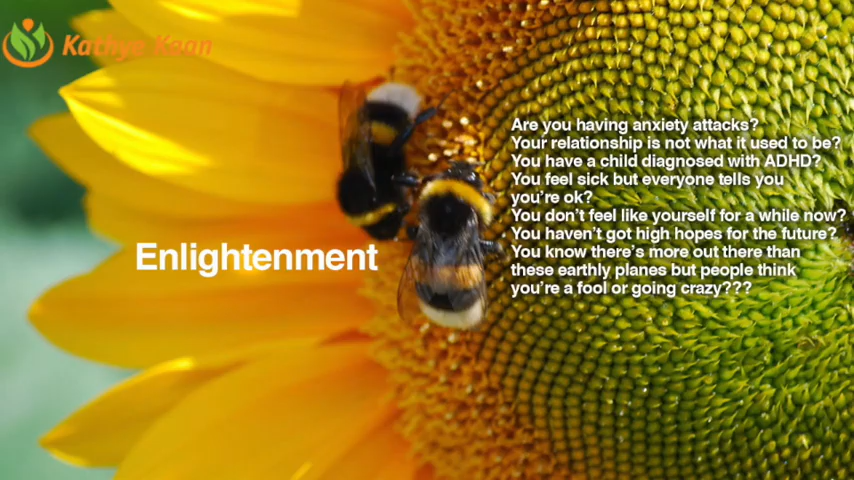 Kathye Kaan
Enlightenment
Are you having anxiety attacks?
Your relationship is not what it used to be?
You have a child diagnosed with ADHD?
You feel sick but everyone tells you
you're ok?
You don't feel like yourself for a while now?
You haven't got high hopes for the future?
You know there's more out there than
these earthly planes but people think
you're a fool or going crazy???